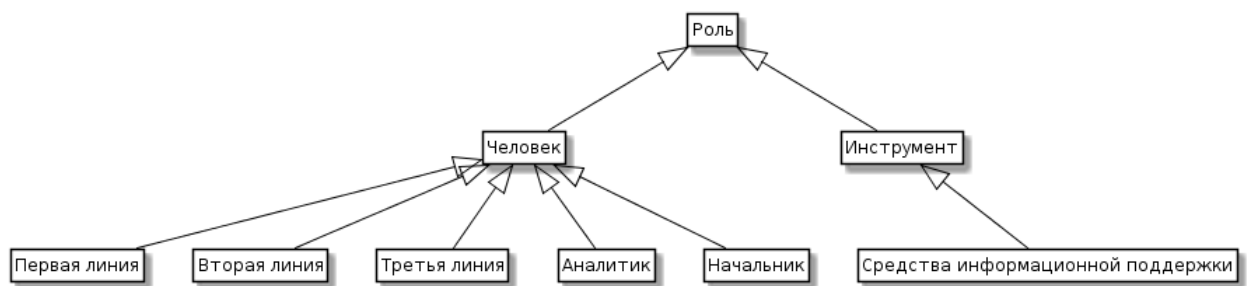 Роль
Человек
Инструмент
Первая линия
Вторая линия
Третья линия
Аналитик
Начальник
Средства информационной поддержки